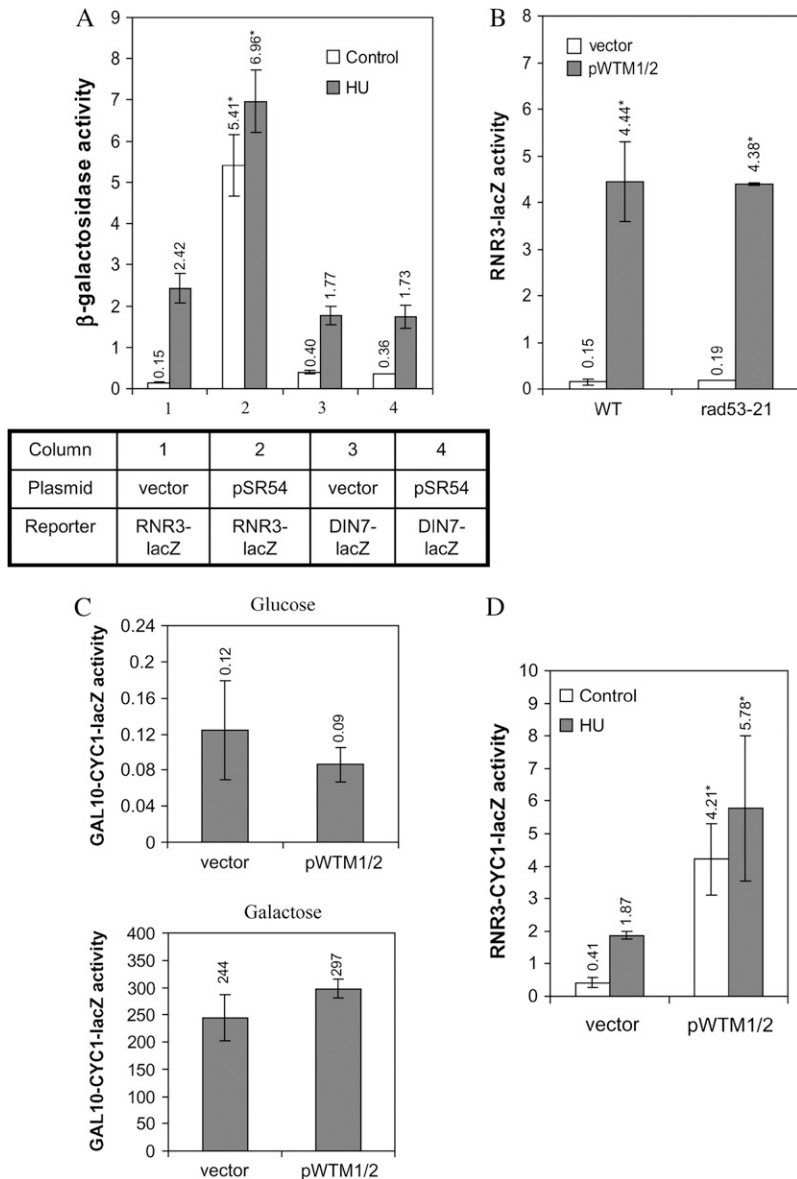 A
β-galactosidase activity
9
8
7
6
5
4
3
2
1
0
Control
HU
0.15
2.42
5.41*
6.96*
0.40
1.77
0.36
1.73
1
2
3
4
Column 1 2 3 4
Plasmid vector pSR54 vector pSR54
Reporter RNR3-lacZ RNR3-lacZ DIN7-lacZ DIN7-lacZ
B
RNR3-lacZ activity
8
7
6
5
4
3
2
1
0
vector
pWTM1/2
0.15
4.44*
0.19
4.38*
WT
rad53-21
C
Glucose
GAL10-CYC1-lacZ activity
0.24
0.2
0.16
0.12
0.08
0.04
0
0.12
0.09
vector
pWTM1/2
Galactose
GAL10-CYC1-lacZ activity
400
350
300
250
200
150
100
50
0
244
297
vector
pWTM1/2
D
RNR3-CYC1-lacZ activity
10
9
8
7
6
5
4
3
2
1
0
Control
HU
0.41
1.87
4.21*
5.78*
vector
pWTM1/2